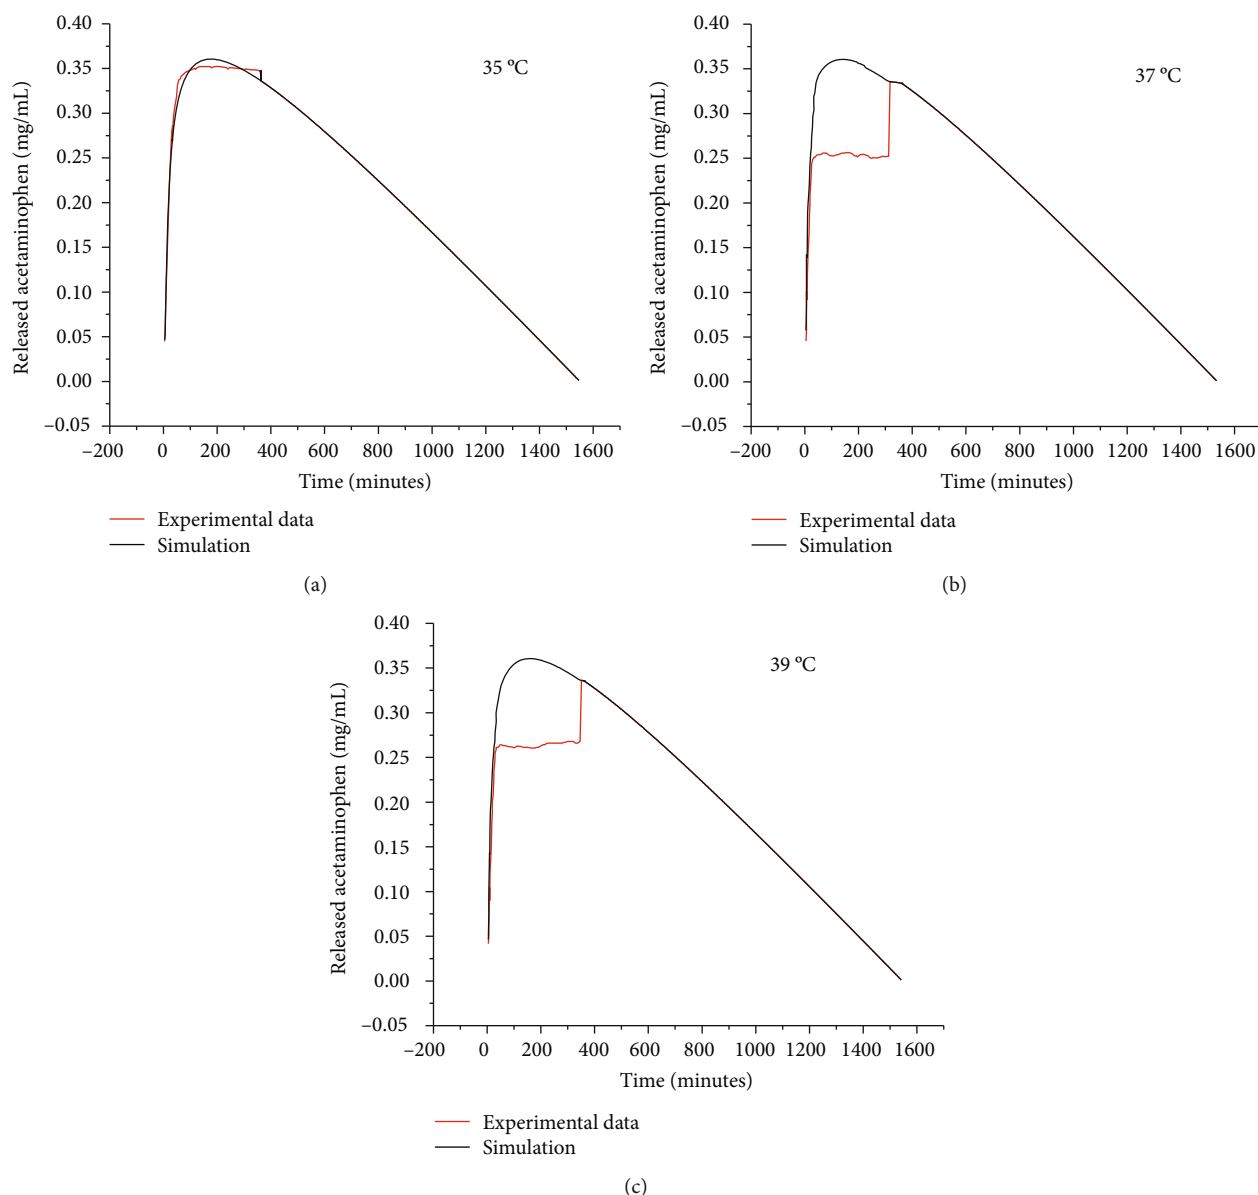 0.40
0.35
0.30
0.25
0.20
0.15
0.10
0.05
0.00
–0.05
Released acetaminophen (mg/mL)
35 ºC
–200 0 200 400 600 800 1000 1200 1400 1600
Time (minutes)
Experimental data
Simulation
(a)
0.40
0.35
0.30
0.25
0.20
0.15
0.10
0.05
0.00
–0.05
Released acetaminophen (mg/mL)
37 ºC
–200 0 200 400 600 800 1000 1200 1400 1600
Time (minutes)
Experimental data
Simulation
(b)
0.40
0.35
0.30
0.25
0.20
0.15
0.10
0.05
0.00
–0.05
Released acetaminophen (mg/mL)
39 ºC
–200 0 200 400 600 800 1000 1200 1400 1600
Time (minutes)
Experimental data
Simulation
(c)